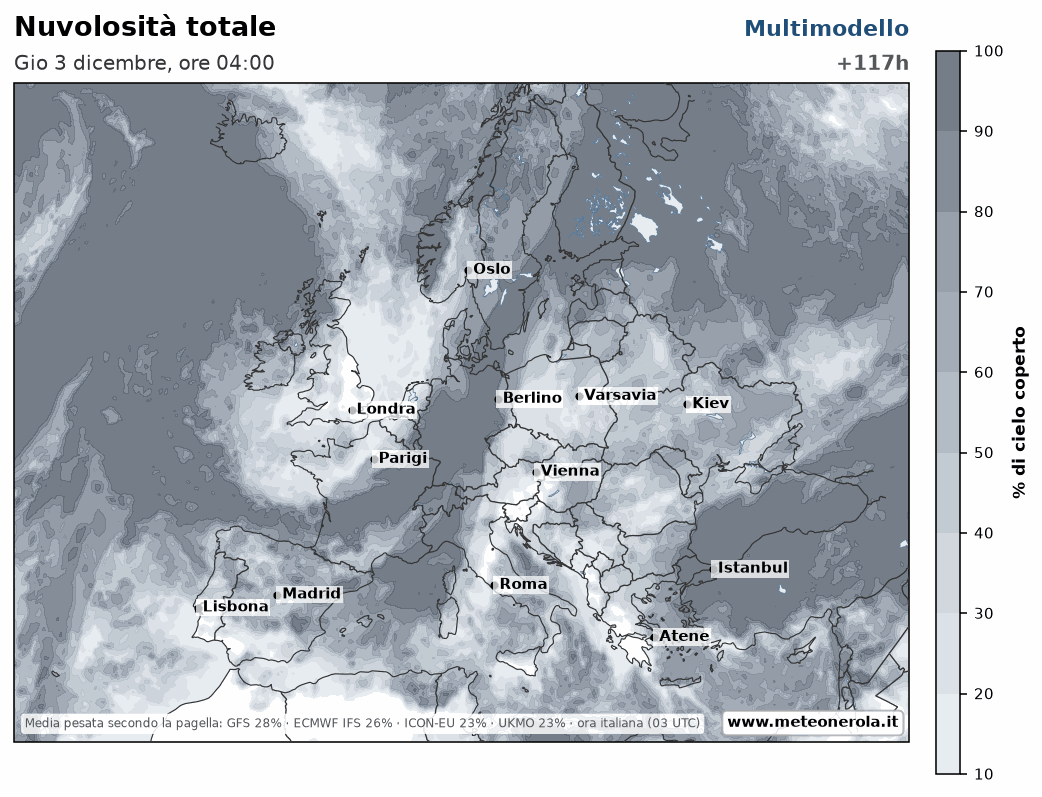 Nuvolosità totale
Multimodello
Gio 3 dicembre, ore 04:00
+117h
100
90
80
70
60
50
40
30
20
10
% di cielo coperto
Oslo
Londra
Berlino
Varsavia
Kiev
Parigi
Vienna
Istanbul
Roma
Madrid
Lisbona
Atene
Media pesata secondo la pagella: GFS 28% · ECMWF IFS 26% · ICON-EU 23% · UKMO 23% · ora italiana (03 UTC)
www.meteonerola.it